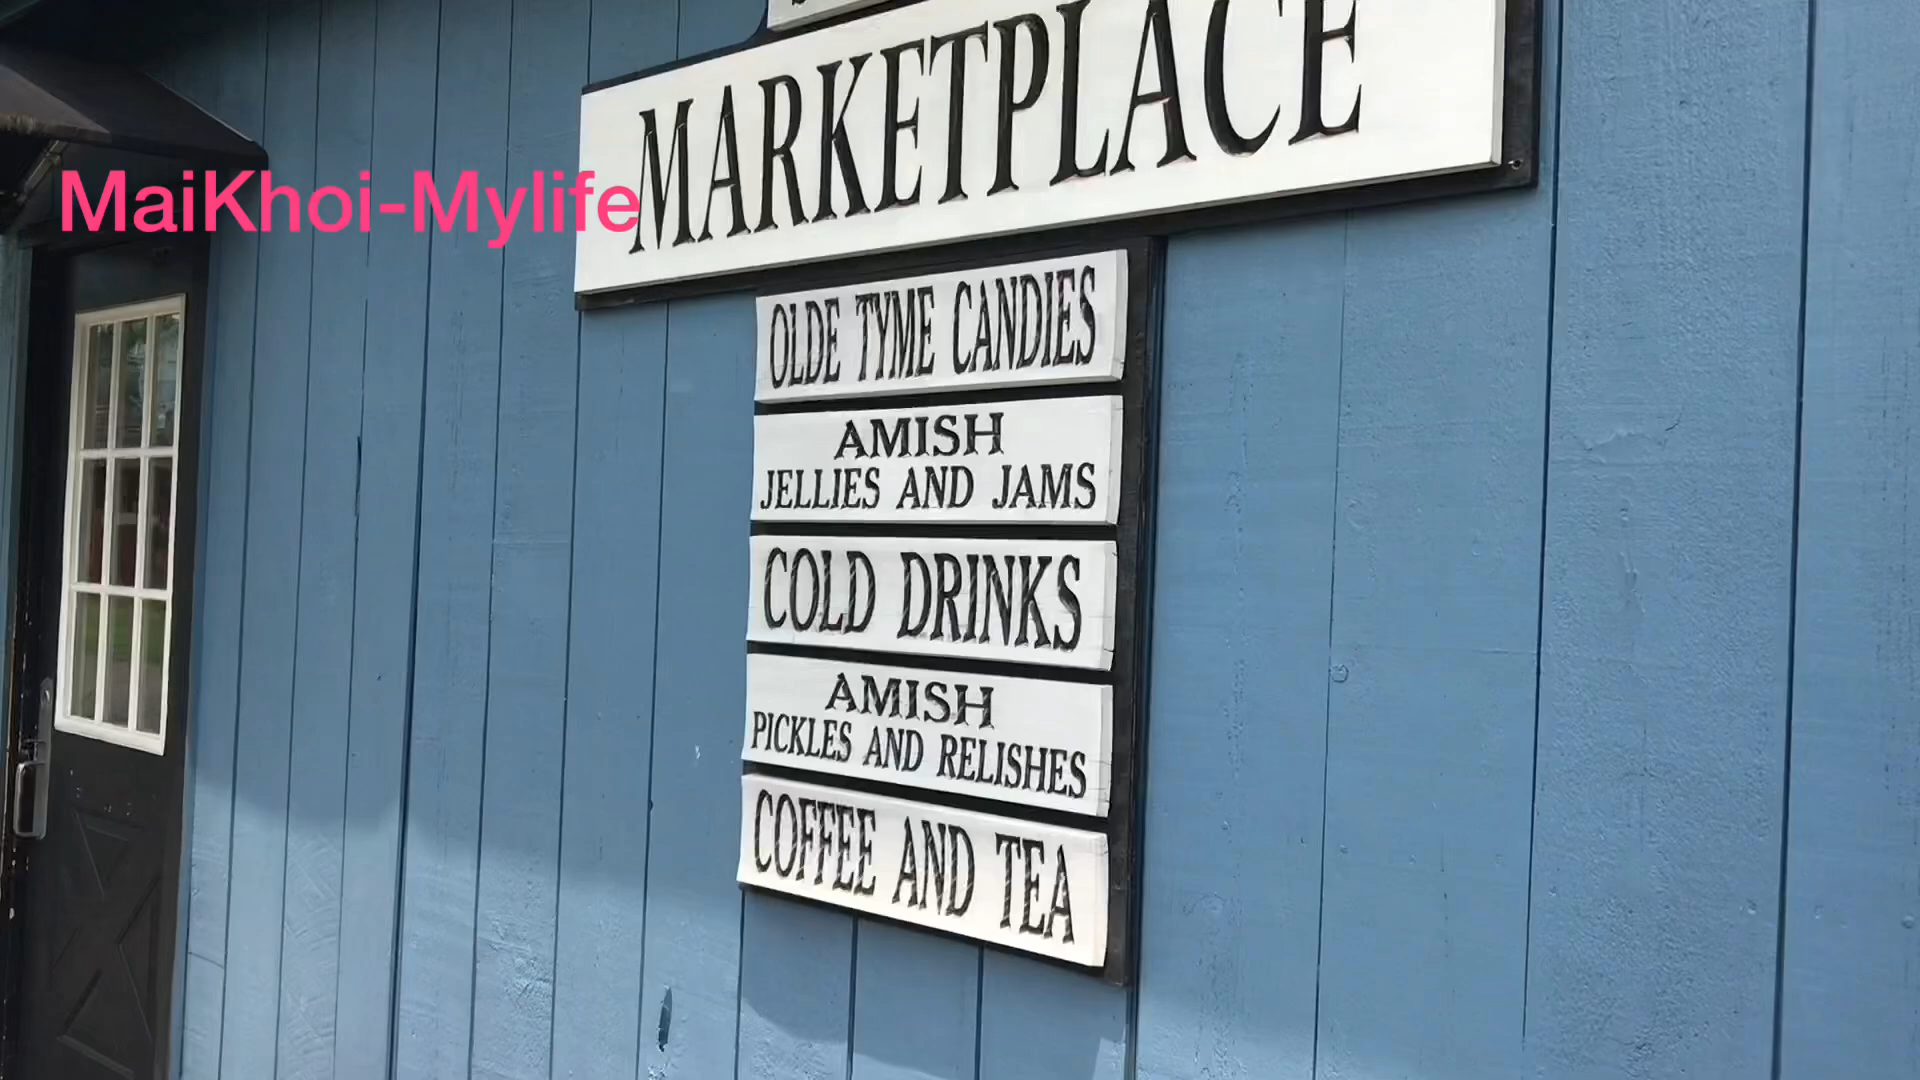 MARKETPLACE
MaiKhoi-Mylife
OLDE TYME CANDIES
AMISH
JELLIES AND JAMS
COLD DRINKS
AMISH
PICKLES AND RELISHES
COFFEE AND TEA